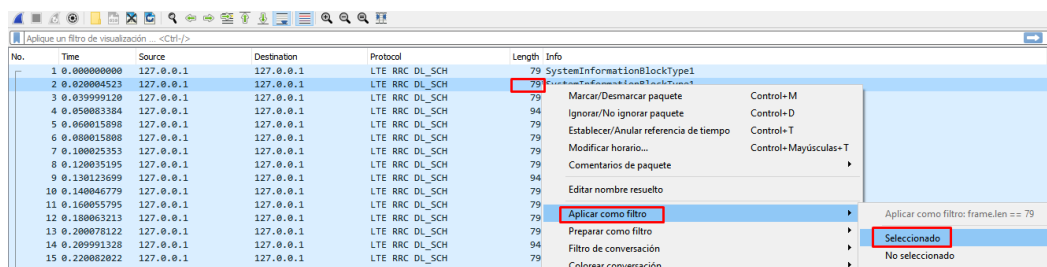 Aplique un filtro de visualización ... <Ctrl-/>
No. Time Source Destination Protocol Length Info
1 0.000000000 127.0.0.1 127.0.0.1 LTE RRC DL_SCH 79 SystemInformationBlockType1
2 0.020004523 127.0.0.1 127.0.0.1 LTE RRC DL_SCH 79 SystemInformationBlockType1
3 0.039999120 127.0.0.1 127.0.0.1 LTE RRC DL_SCH 79
4 0.050083384 127.0.0.1 127.0.0.1 LTE RRC DL_SCH 94
5 0.060015898 127.0.0.1 127.0.0.1 LTE RRC DL_SCH 79
6 0.080015808 127.0.0.1 127.0.0.1 LTE RRC DL_SCH 79
7 0.100025353 127.0.0.1 127.0.0.1 LTE RRC DL_SCH 79
8 0.120035195 127.0.0.1 127.0.0.1 LTE RRC DL_SCH 79
9 0.130123699 127.0.0.1 127.0.0.1 LTE RRC DL_SCH 94
10 0.140046779 127.0.0.1 127.0.0.1 LTE RRC DL_SCH 79
11 0.160055795 127.0.0.1 127.0.0.1 LTE RRC DL_SCH 79
12 0.180063213 127.0.0.1 127.0.0.1 LTE RRC DL_SCH 79
13 0.200078122 127.0.0.1 127.0.0.1 LTE RRC DL_SCH 79
14 0.209991328 127.0.0.1 127.0.0.1 LTE RRC DL_SCH 94
15 0.220082022 127.0.0.1 127.0.0.1 LTE RRC DL_SCH 79
Marcar/Desmarcar paquete Control+M
Ignorar/No ignorar paquete Control+D
Establecer/Anular referencia de tiempo Control+T
Modificar horario... Control+Mayúsculas+T
Comentarios de paquete
Editar nombre resuelto
Aplicar como filtro
Preparar como filtro
Filtro de conversación
Colorear conversación
Aplicar como filtro: frame.len == 79
Seleccionado
No seleccionado